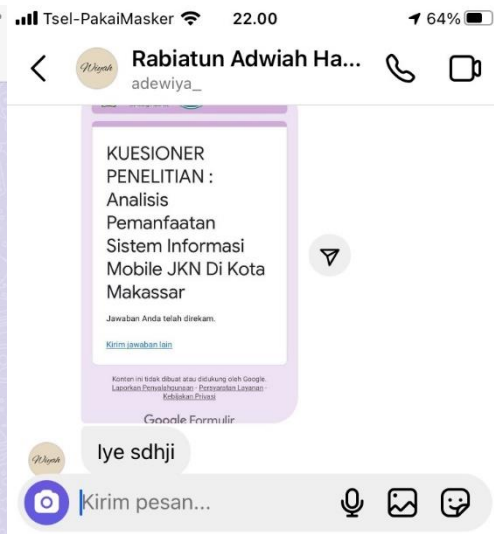 Tsel-PakaiMasker 22.00 64%
Rabiatun Adwiah Ha...
adewiya_
KUESIONER
PENELITIAN :
Analisis
Pemanfaatan
Sistem Informasi
Mobile JKN Di Kota
Makassar
Jawaban Anda telah direkam.
Kirim jawaban lain
Konten ini tidak dibuat atau didukung oleh Google.
Laporkan Penyalahgunaan - Persyaratan Layanan -
Kebijakan Privasi
Google Formulir
Wiyah
Iye sdhji
Kirim pesan...